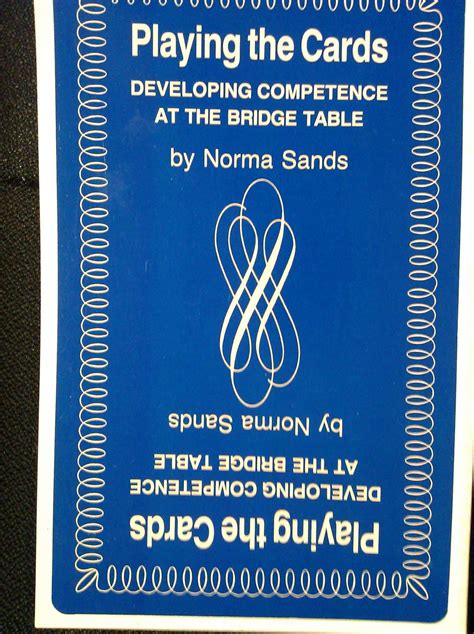 Playing the Cards
DEVELOPING COMPETENCE
AT THE BRIDGE TABLE
by Norma Sands
by Norma Sands
AT THE BRIDGE TABLE
DEVELOPING COMPETENCE
Playing the Cards